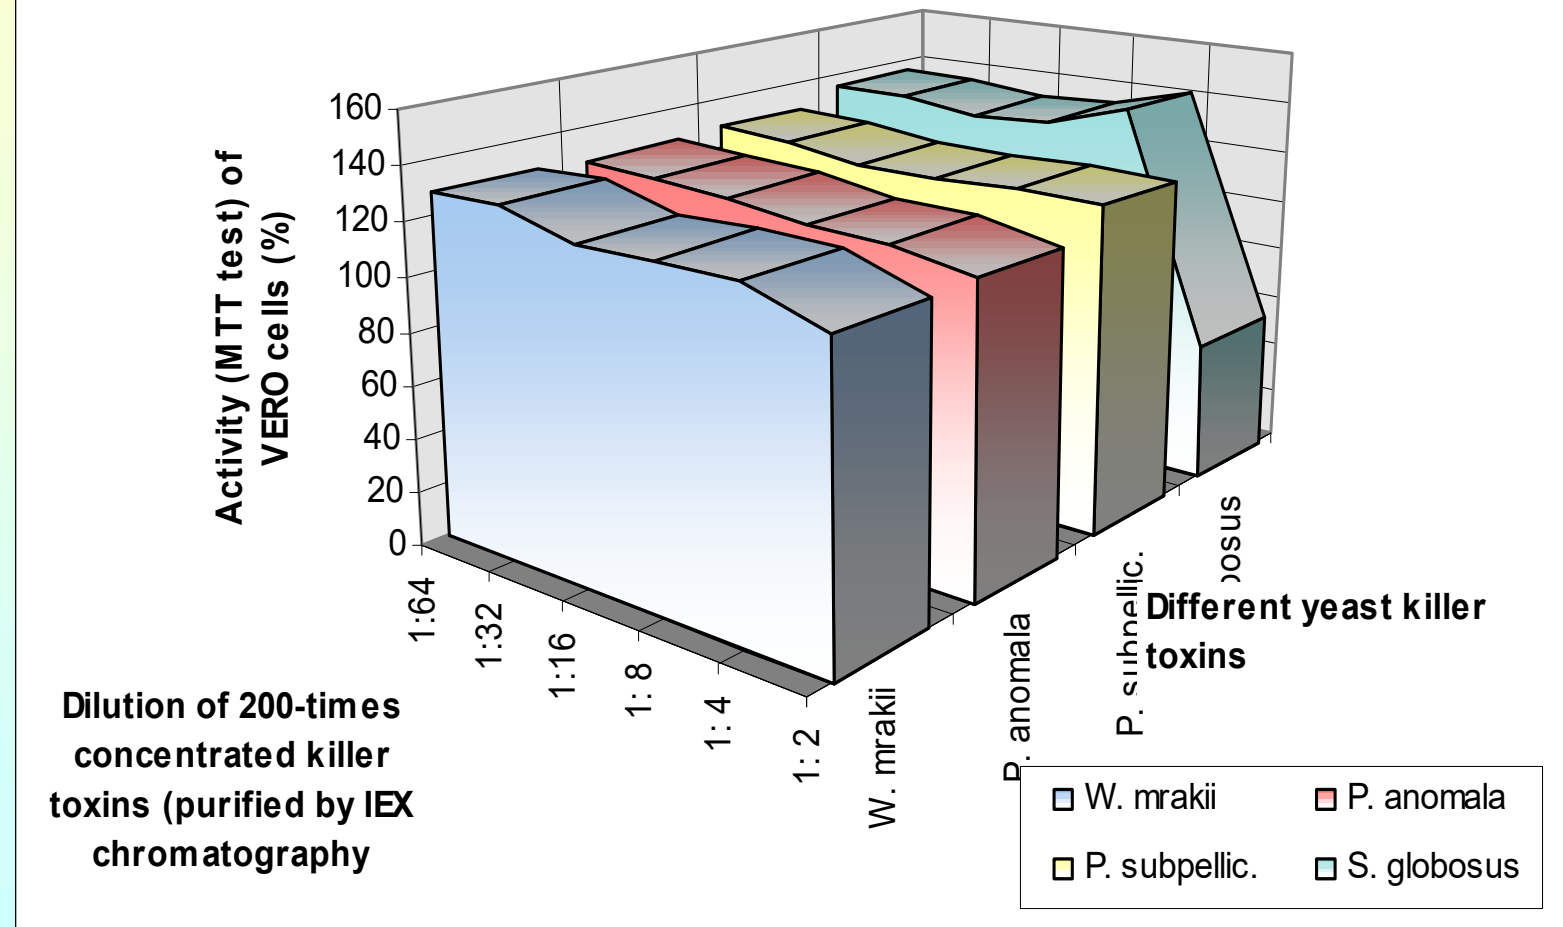 Activity (MTT test) of
VERO cells (%)
160
140
120
100
80
60
40
20
0
1:64
1:32
1:16
1: 8
1: 4
1: 2
W. mrakii
P. anomala
P. subpellic.
Different yeast killer
toxins
Dilution of 200-times
concentrated killer
toxins (purified by IEX
chromatography
W. mrakii
P. anomala
P. subpellic.
S. globosus